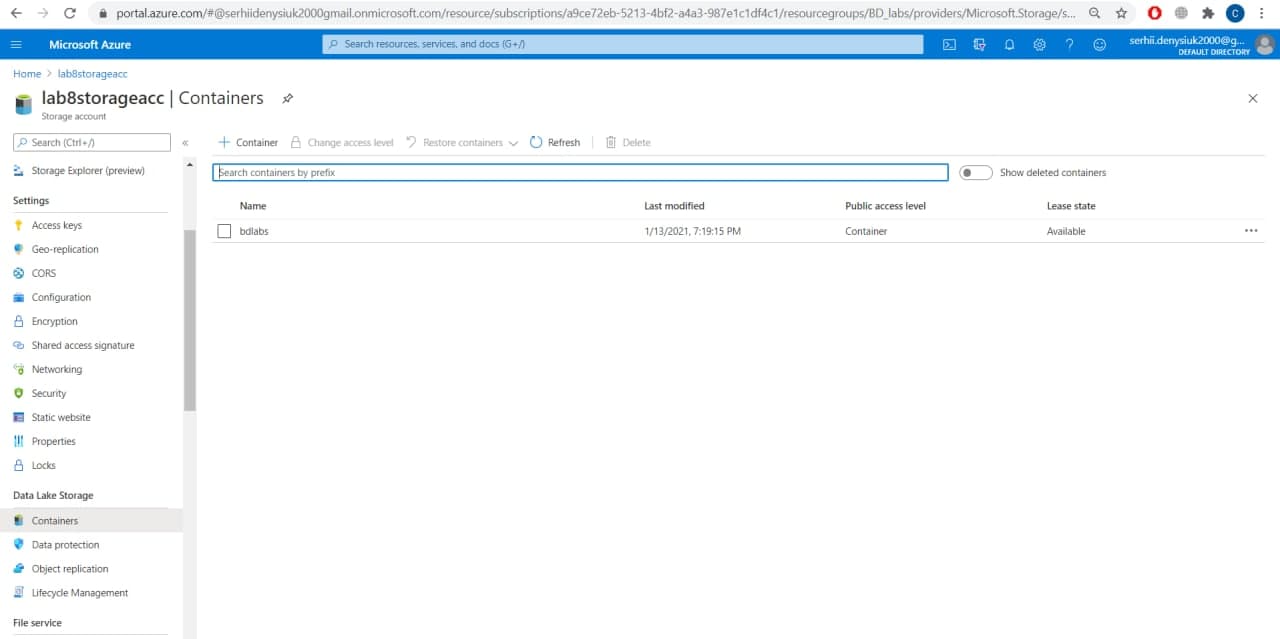 portal.azure.com/#@serhiidenysiuk2000gmail.onmicrosoft.com/resource/subscriptions/a9ce72eb-5213-4bf2-a4a3-987e1c1df4c1/resourcegroups/BD_labs/providers/Microsoft.Storage/s...
C
Microsoft Azure
Search resources, services, and docs (G+/)
serhii.denysiuk2000@g...
DEFAULT DIRECTORY
Home > lab8storageacc
lab8storageacc | Containers
Storage account
Search (Ctrl+/)
«
+ Container
Change access level
Restore containers
Refresh
Delete
Storage Explorer (preview)
Search containers by prefix
Show deleted containers
Settings
Name
Last modified
Public access level
Lease state
Access keys
bdlabs
1/13/2021, 7:19:15 PM
Container
Available
...
Geo-replication
CORS
Configuration
Encryption
Shared access signature
Networking
Security
Static website
Properties
Locks
Data Lake Storage
Containers
Data protection
Object replication
Lifecycle Management
File service